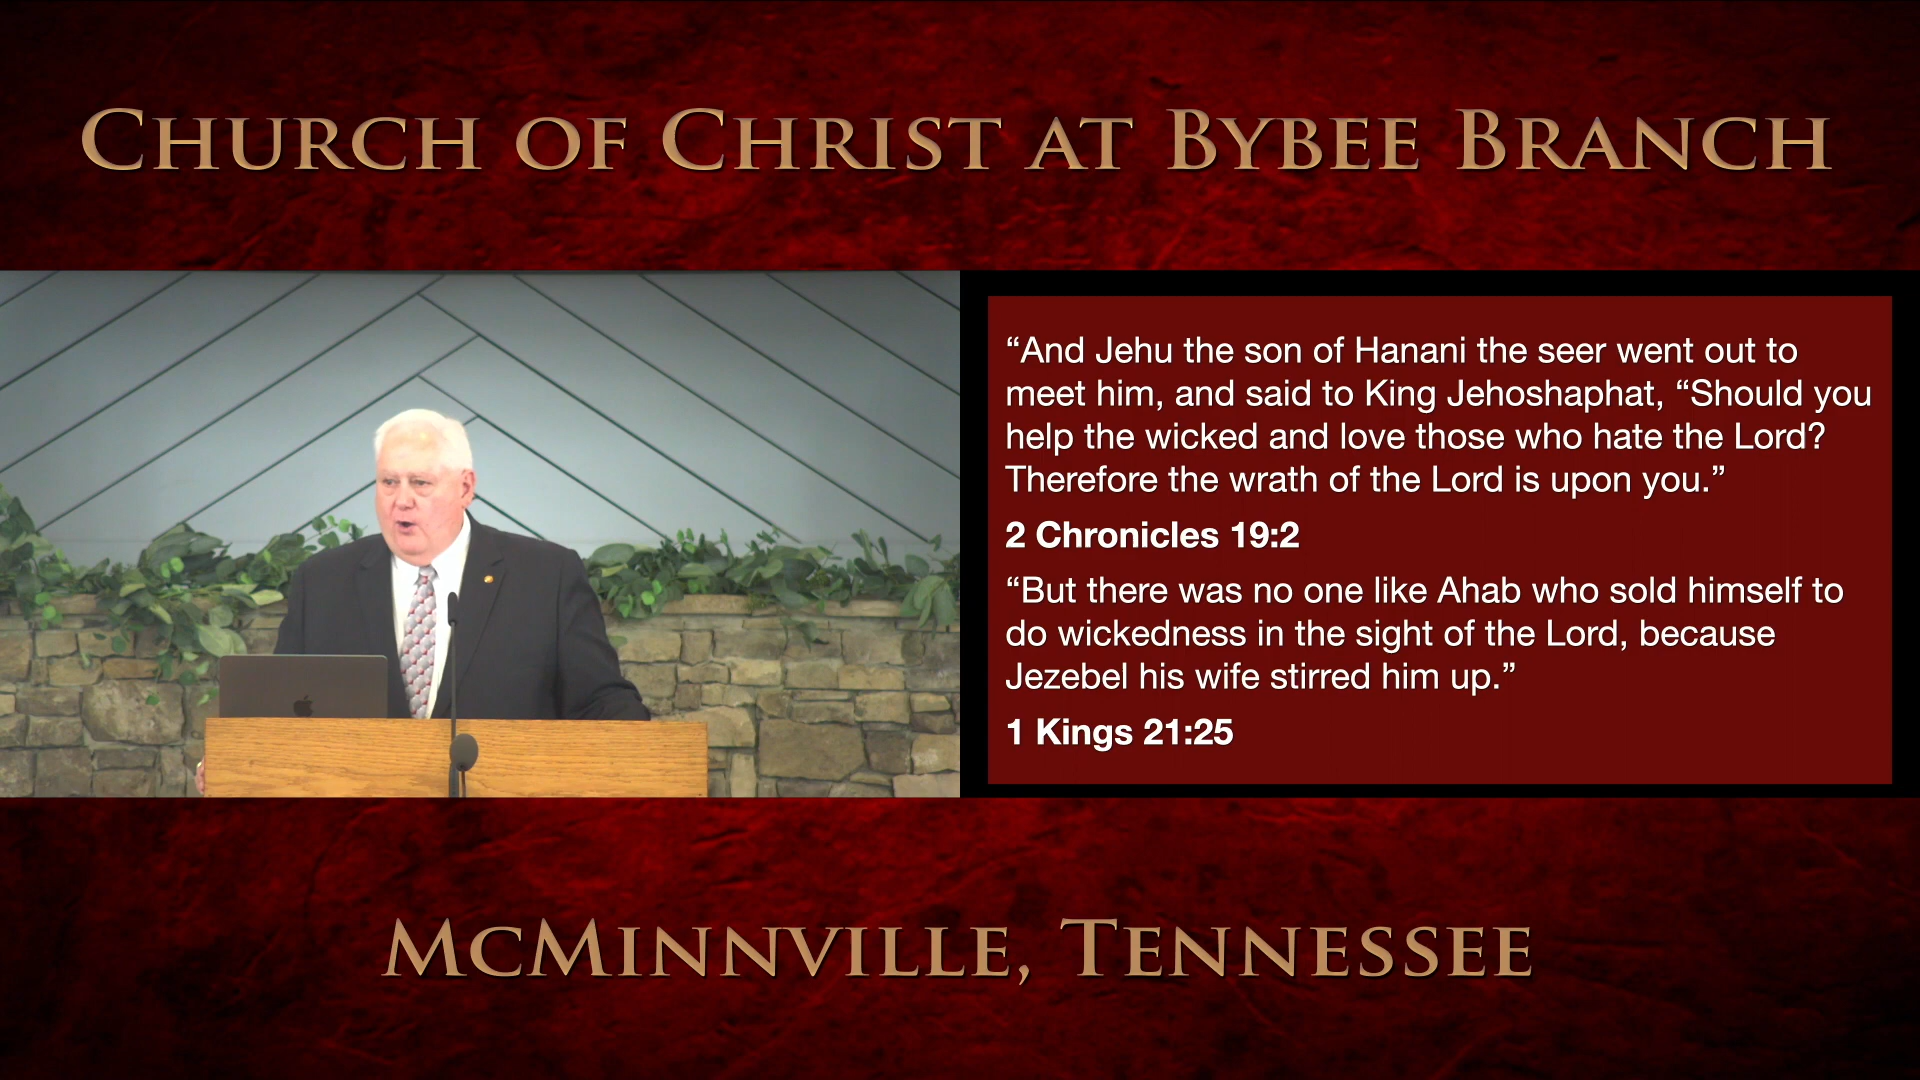 Church of Christ at Bybee Branch
“And Jehu the son of Hanani the seer went out to
meet him, and said to King Jehoshaphat, “Should you
help the wicked and love those who hate the Lord?
Therefore the wrath of the Lord is upon you.”
2 Chronicles 19:2
“But there was no one like Ahab who sold himself to
do wickedness in the sight of the Lord, because
Jezebel his wife stirred him up.”
1 Kings 21:25
McMinnville, Tennessee